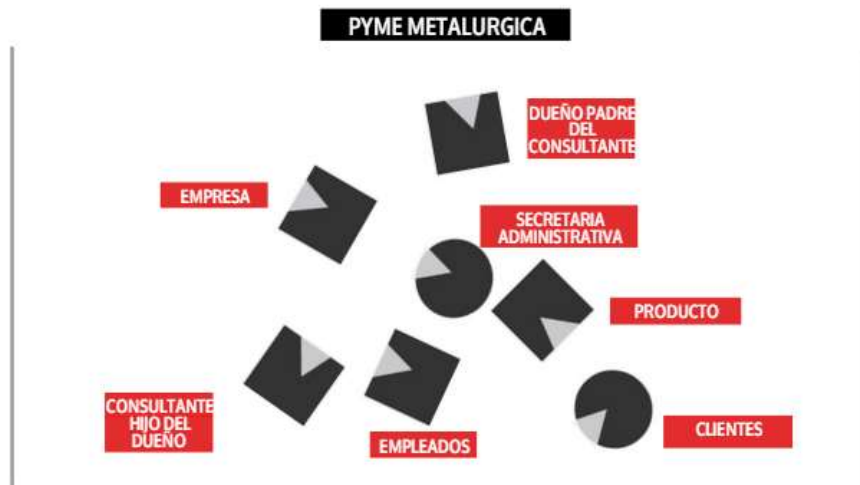 PYME METALURGICA
DUEÑO PADRE
DEL
CONSULTANTE
EMPRESA
SECRETARIA
ADMINISTRATIVA
PRODUCTO
CONSULTANTE
HIJO DEL
DUEÑO
EMPLEADOS
CLIENTES